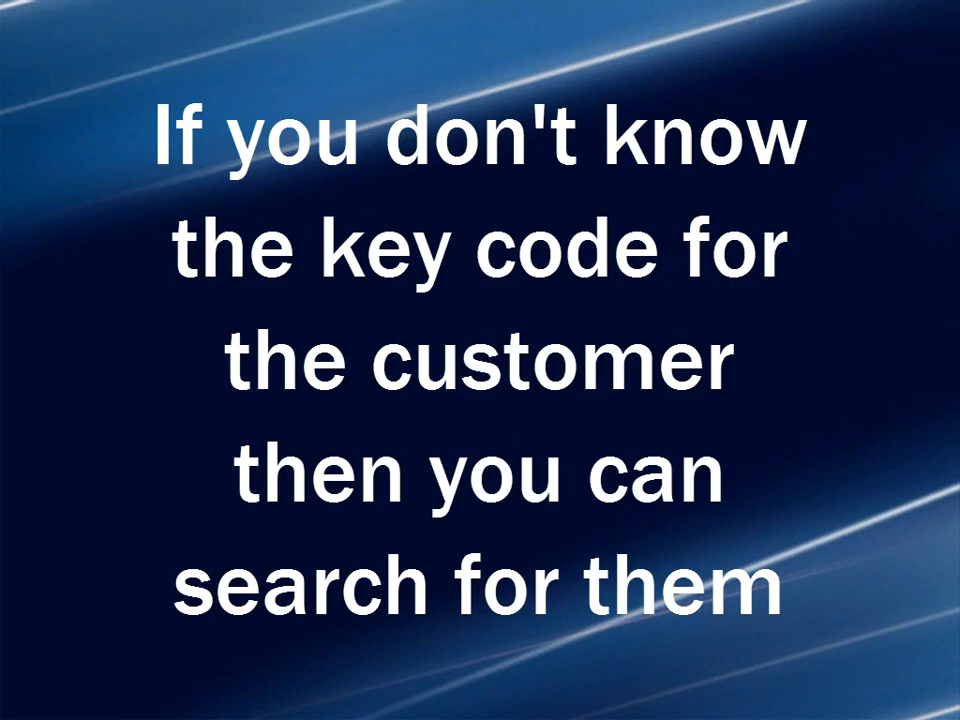 If you don't know
the key code for
the customer
then you can
search for them